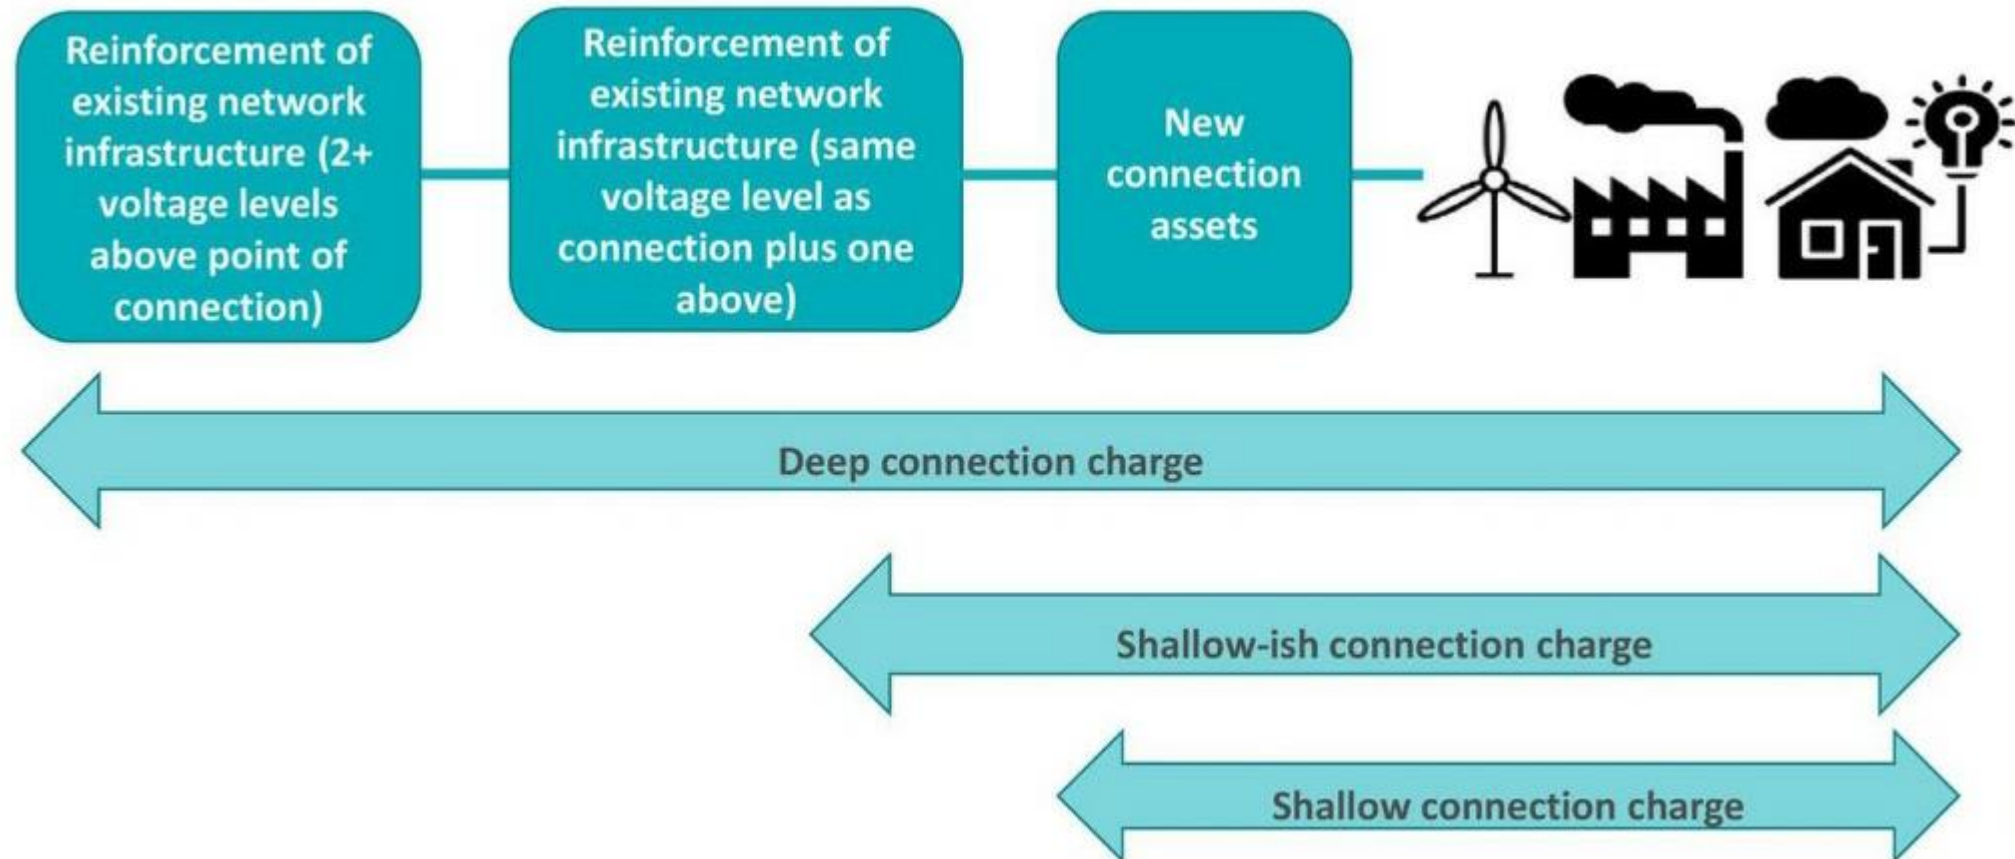 Reinforcement of
existing network
infrastructure (2+
voltage levels
above point of
connection)
Reinforcement of
existing network
infrastructure (same
voltage level as
connection plus one
above)
New
connection
assets
Deep connection charge
Shallow-ish connection charge
Shallow connection charge